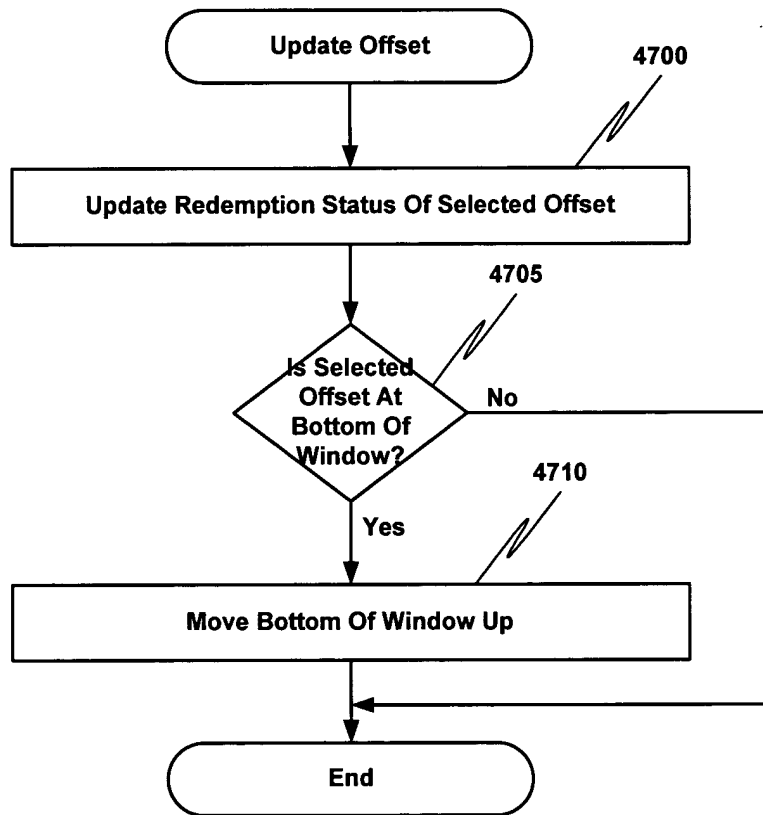 Update Offset
4700
Update Redemption Status Of Selected Offset
4705
Is Selected
Offset At
Bottom Of
Window?
No
4710
Yes
Move Bottom Of Window Up
End